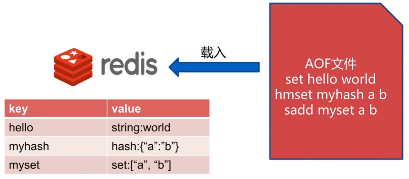 redis
载入
AOF文件
set hello world
hmset myhash a b
sadd myset a b
key value
hello string:world
myhash hash:{“a”:”b”}
myset set:[“a”, “b”]